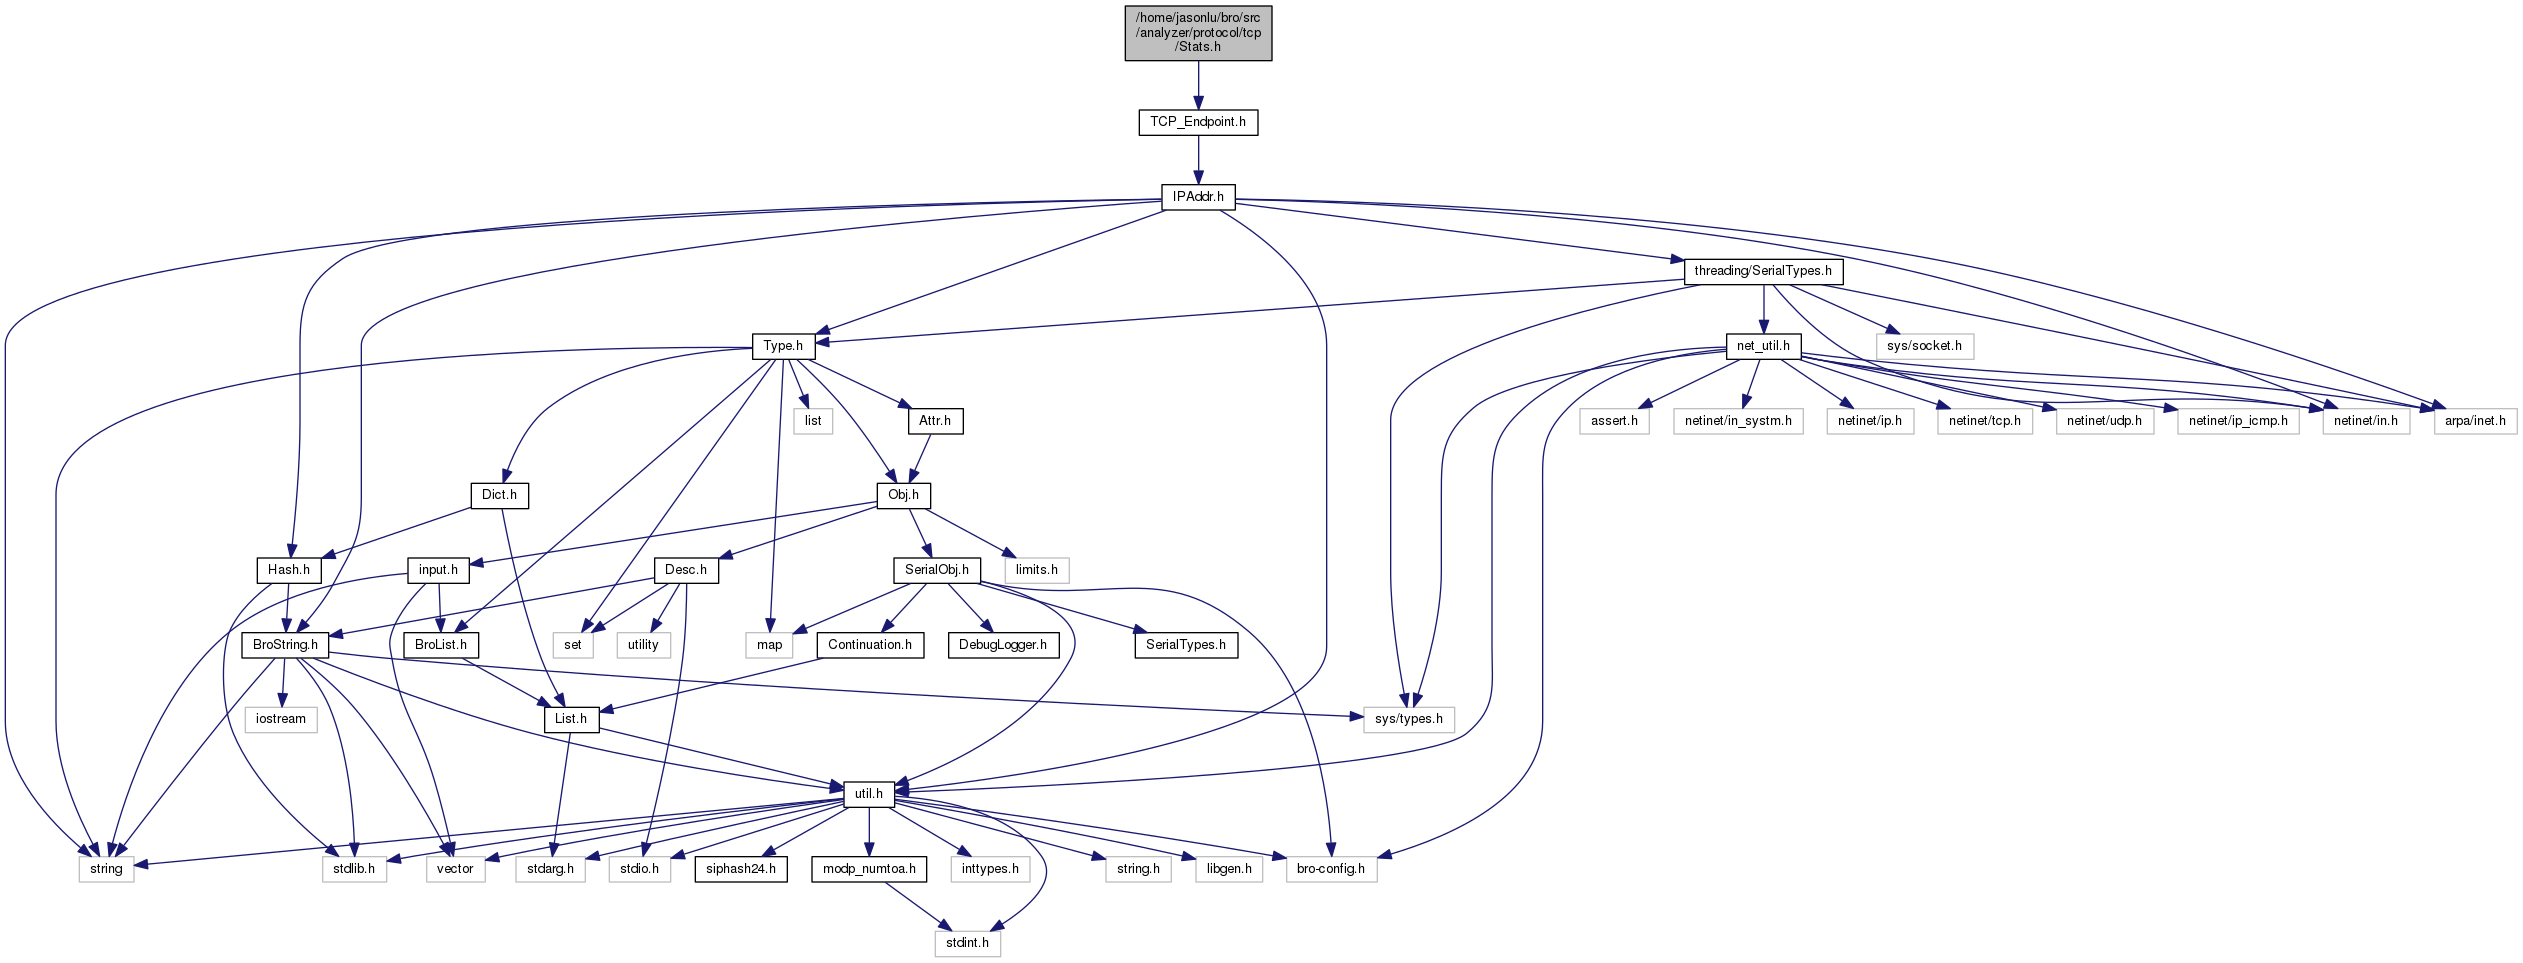 /home/jasonlu/bro/src
/analyzer/protocol/tcp
/Stats.h
TCP_Endpoint.h
IPAddr.h
threading/SerialTypes.h
Type.h
net_util.h
sys/socket.h
list
Attr.h
assert.h
netinet/in_systm.h
netinet/ip.h
netinet/tcp.h
netinet/udp.h
netinet/ip_icmp.h
netinet/in.h
arpa/inet.h
Dict.h
Obj.h
Hash.h
input.h
Desc.h
SerialObj.h
limits.h
BroString.h
BroList.h
set
utility
map
Continuation.h
DebugLogger.h
SerialTypes.h
iostream
List.h
sys/types.h
util.h
string
stdlib.h
vector
stdarg.h
stdio.h
siphash24.h
modp_numtoa.h
inttypes.h
string.h
libgen.h
bro-config.h
stdint.h